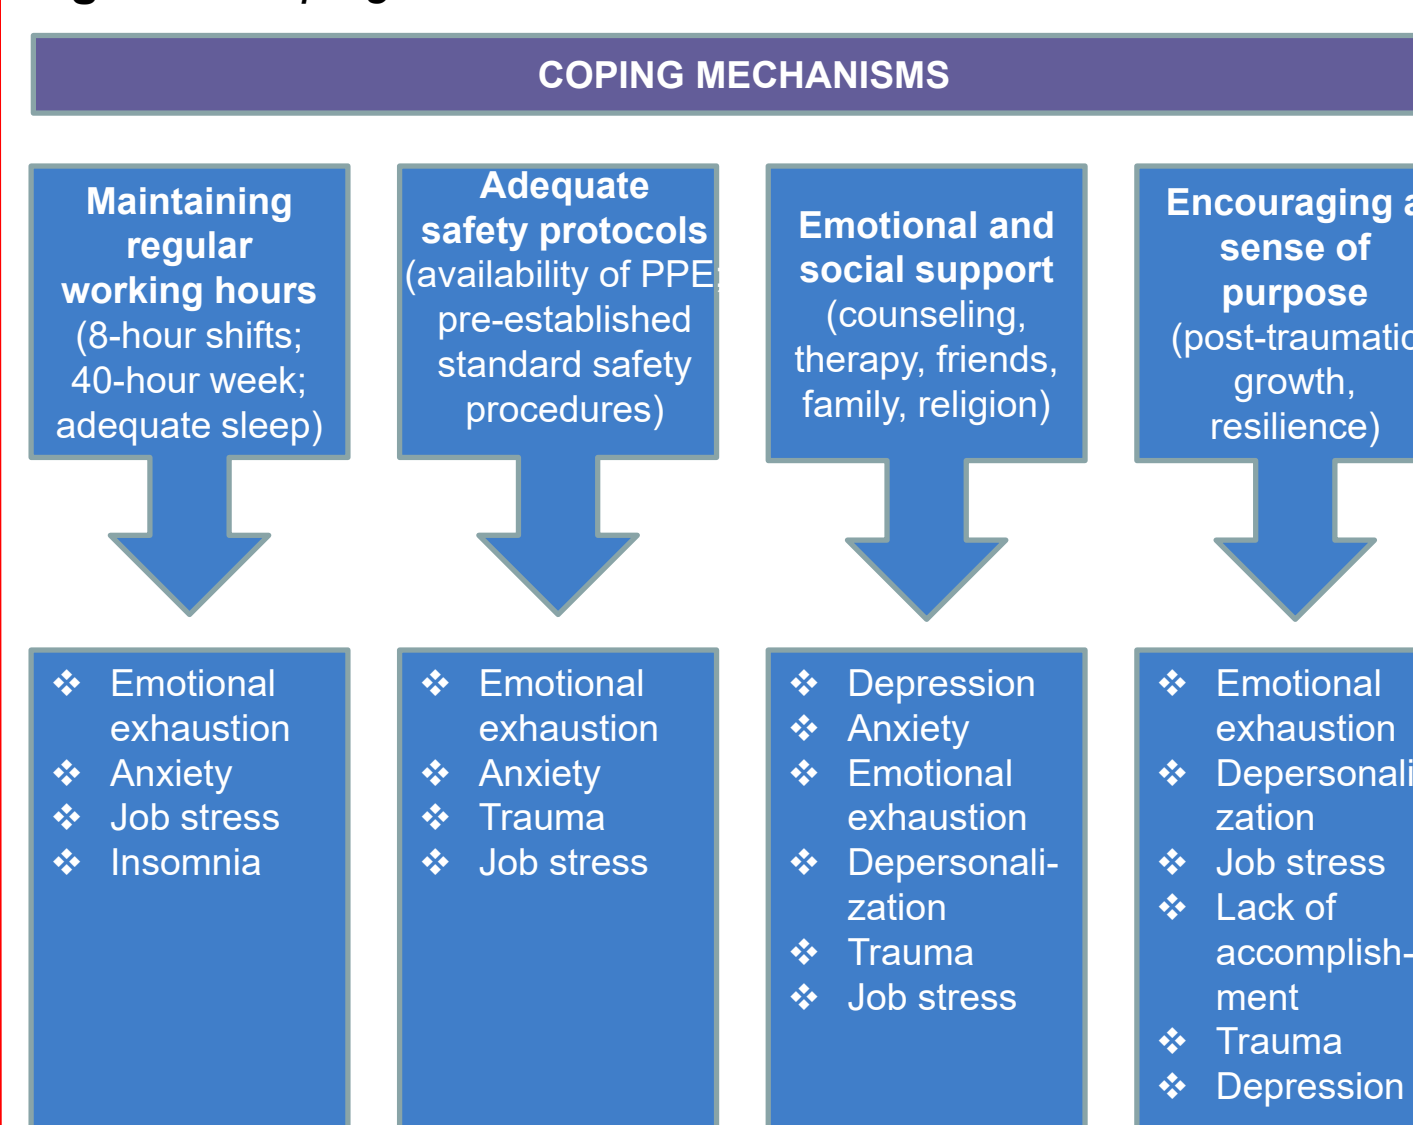 COPING MECHANISMS
Maintaining
regular
working hours
(8-hour shifts;
40-hour week;
adequate sleep)
Adequate
safety protocols
(availability of PPE;
pre-established
standard safety
procedures)
Emotional and
social support
(counseling,
therapy, friends,
family, religion)
Encouraging a
sense of
purpose
(post-traumatic
growth,
resilience)
❖ Emotional
exhaustion
❖ Anxiety
❖ Job stress
❖ Insomnia
❖ Emotional
exhaustion
❖ Anxiety
❖ Trauma
❖ Job stress
❖ Depression
❖ Anxiety
❖ Emotional
exhaustion
❖ Depersonali-
zation
❖ Trauma
❖ Job stress
❖ Emotional
exhaustion
❖ Depersonali
zation
❖ Job stress
❖ Lack of
accomplish-
ment
❖ Trauma
❖ Depression